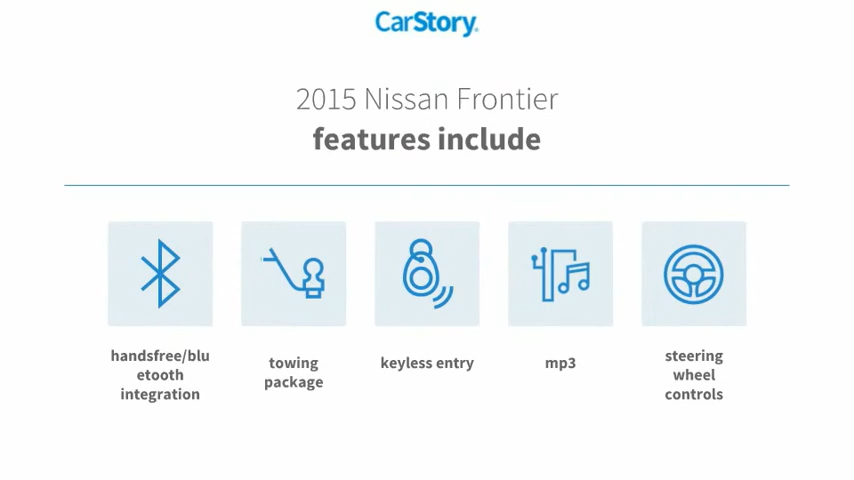 CarStory
2015 Nissan Frontier
features include
handsfree/blu
etooth
integration
towing
package
keyless entry
mp3
steering
wheel
controls